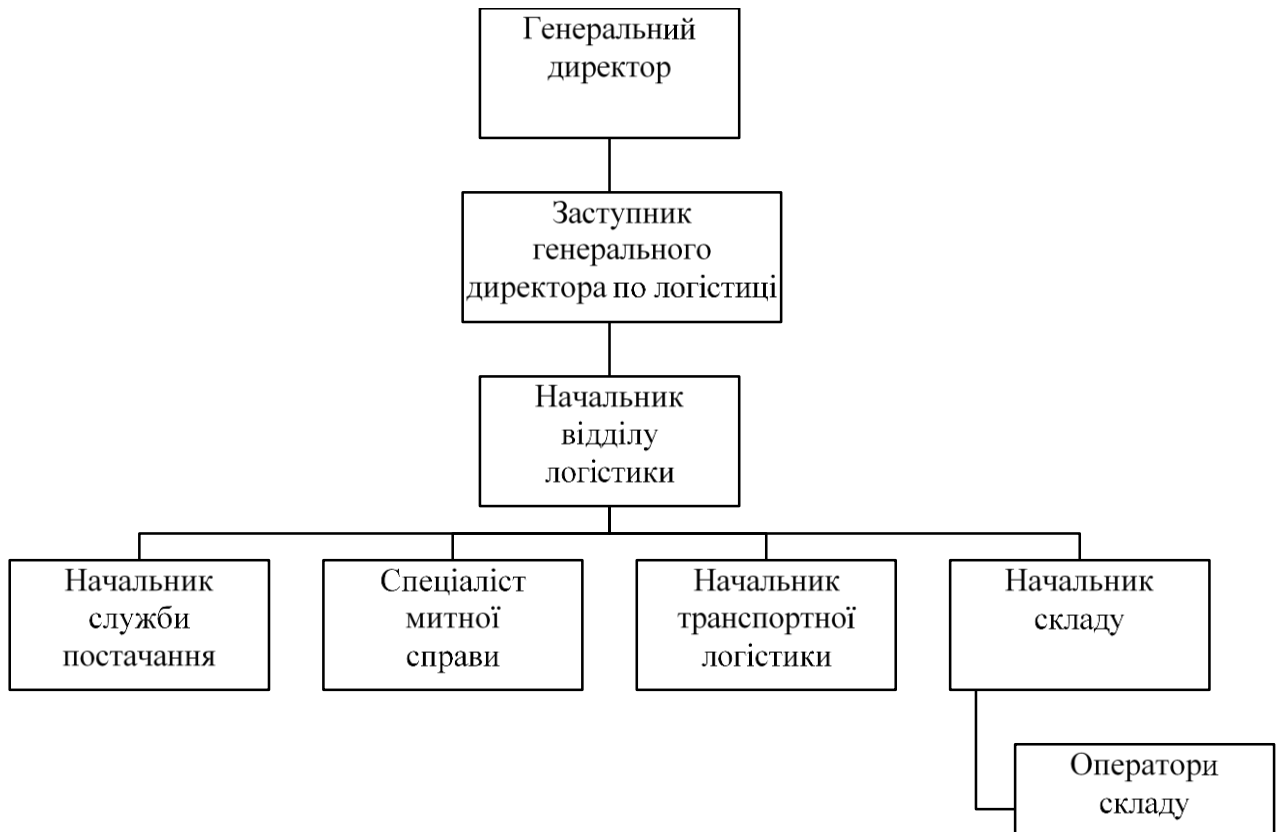 Генеральний
директор
Заступник
генерального
директора по логістиці
Начальник
відділу
логістики
Начальник
служби
постачання
Спеціаліст
митної
справи
Начальник
транспортної
логістики
Начальник
складу
Оператори
складу